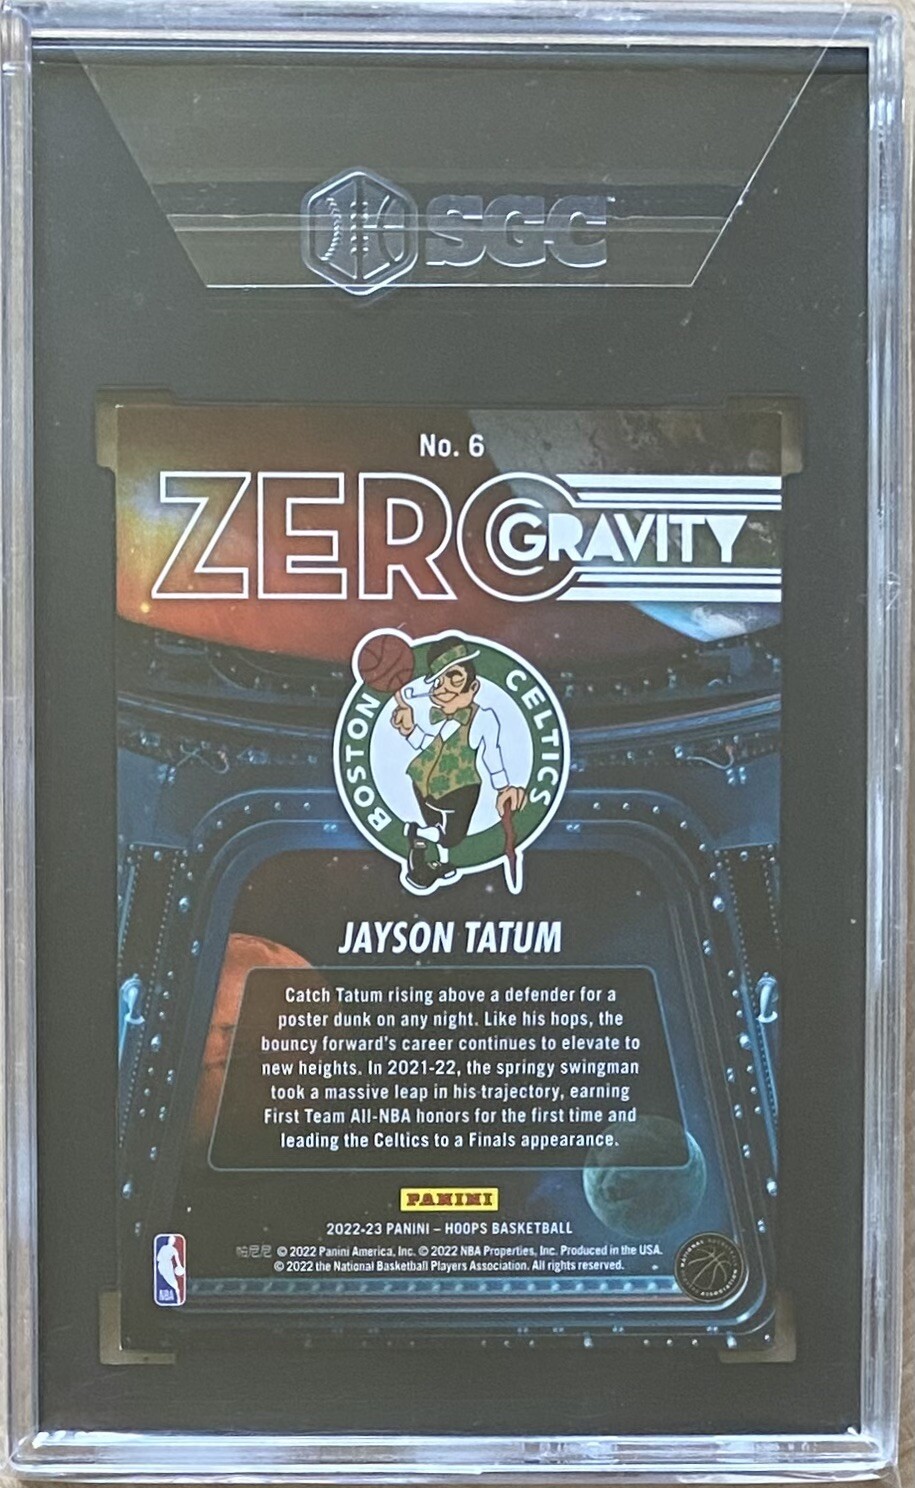 SGC
No. 6
ZERO GRAVITY
BOSTON CELTICS
JAYSON TATUM
Catch Tatum rising above a defender for a
poster dunk on any night. Like his hops, the
bouncy forward's career continues to elevate to
new heights. In 2021-22, the springy swingman
took a massive leap in his trajectory, earning
First Team All-NBA honors for the first time and
leading the Celtics to a Finals appearance.
PANINI
2022-23 PANINI – HOOPS BASKETBALL
帕尼尼 © 2022 Panini America, Inc. © 2022 NBA Properties, Inc. Produced in the USA.
© 2022 the National Basketball Players Association. All rights reserved.
NBA